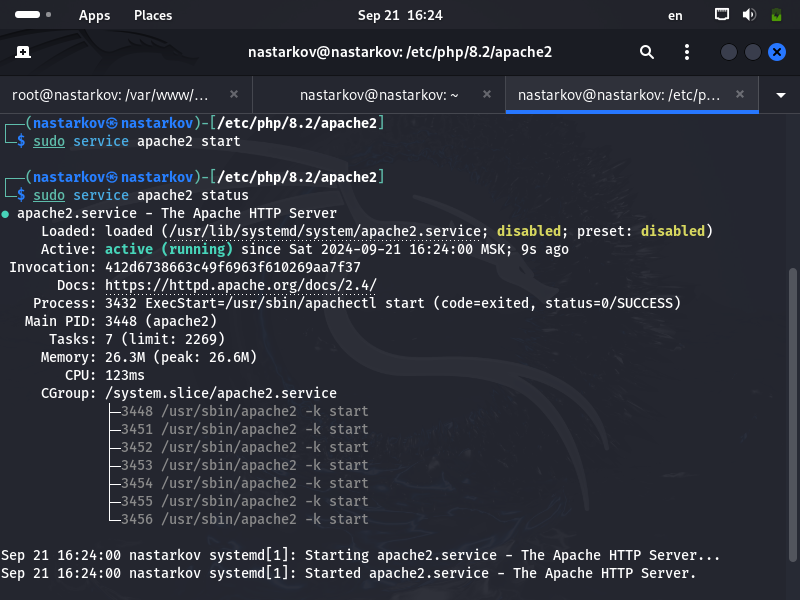 Apps Places Sep 21 16:24 en
nastarkov@nastarkov: /etc/php/8.2/apache2
root@nastarkov: /var/www/... nastarkov@nastarkov: ~ nastarkov@nastarkov: /etc/p...
┌──(nastarkov㉿nastarkov)-[/etc/php/8.2/apache2]
└─$ sudo service apache2 start
┌──(nastarkov㉿nastarkov)-[/etc/php/8.2/apache2]
└─$ sudo service apache2 status
● apache2.service - The Apache HTTP Server
Loaded: loaded (/usr/lib/systemd/system/apache2.service; disabled; preset: disabled)
Active: active (running) since Sat 2024-09-21 16:24:00 MSK; 9s ago
Invocation: 412d6738663c49f6963f610269aa7f37
Docs: https://httpd.apache.org/docs/2.4/
Process: 3432 ExecStart=/usr/sbin/apachectl start (code=exited, status=0/SUCCESS)
Main PID: 3448 (apache2)
Tasks: 7 (limit: 2269)
Memory: 26.3M (peak: 26.6M)
CPU: 123ms
CGroup: /system.slice/apache2.service
├─3448 /usr/sbin/apache2 -k start
├─3451 /usr/sbin/apache2 -k start
├─3452 /usr/sbin/apache2 -k start
├─3453 /usr/sbin/apache2 -k start
├─3454 /usr/sbin/apache2 -k start
├─3455 /usr/sbin/apache2 -k start
└─3456 /usr/sbin/apache2 -k start
Sep 21 16:24:00 nastarkov systemd[1]: Starting apache2.service - The Apache HTTP Server...
Sep 21 16:24:00 nastarkov systemd[1]: Started apache2.service - The Apache HTTP Server.